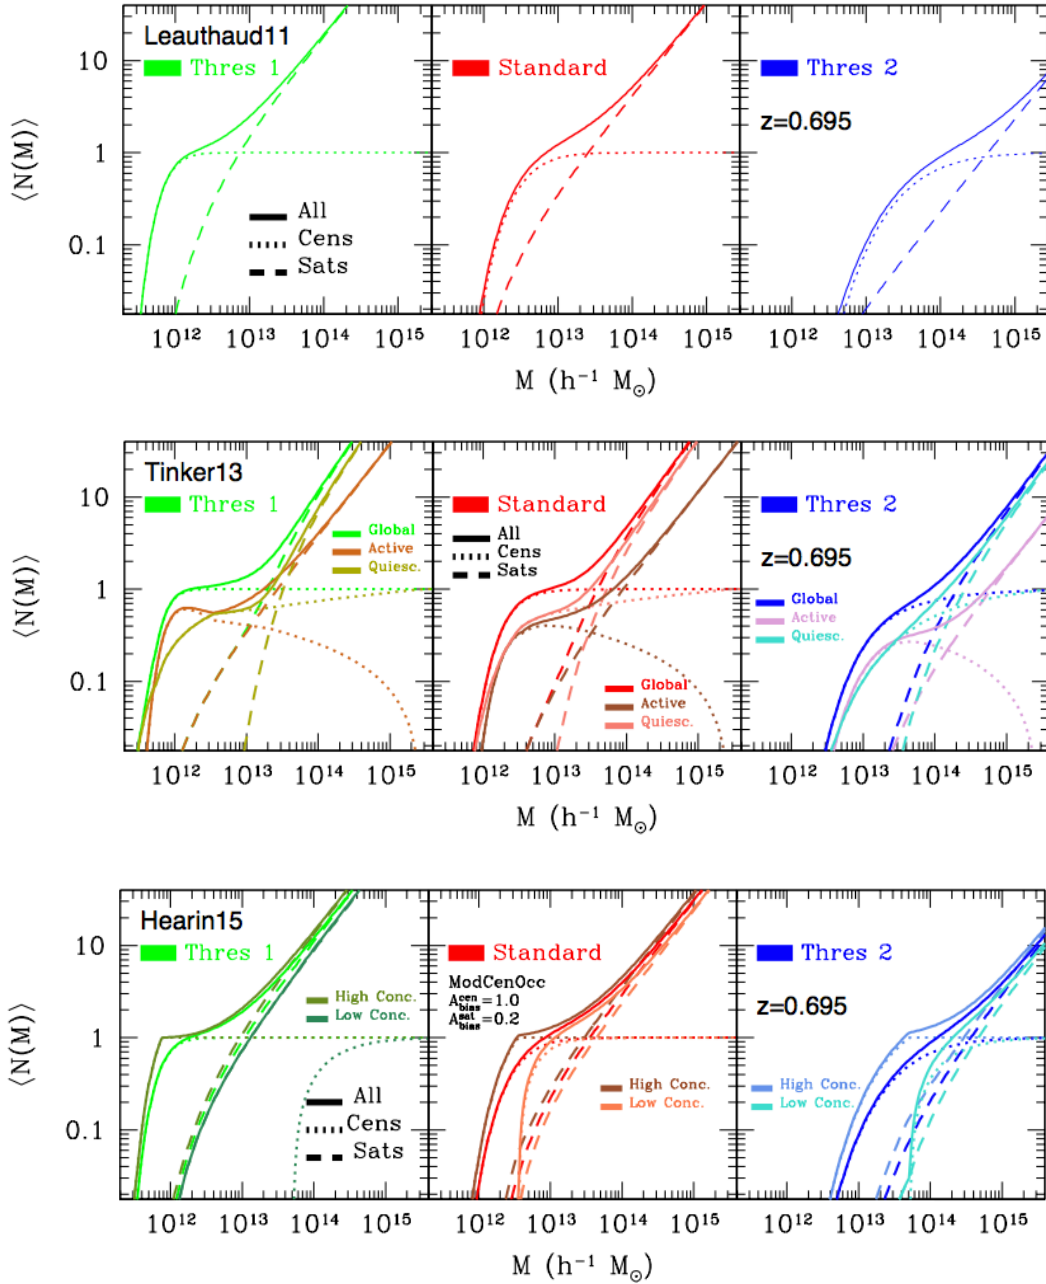 Leauthaud11
Thres 1
Standard
Thres 2
z=0.695
All
Cens
Sats
⟨N(M)⟩
10
1
0.1
10¹² 10¹³ 10¹⁴ 10¹⁵
10¹² 10¹³ 10¹⁴ 10¹⁵
10¹² 10¹³ 10¹⁴ 10¹⁵
M (h⁻¹ M☉)
Tinker13
Thres 1
Global
Active
Quiesc.
Standard
All
Cens
Sats
Global
Active
Quiesc.
Thres 2
z=0.695
Global
Active
Quiesc.
⟨N(M)⟩
10
1
0.1
10¹² 10¹³ 10¹⁴ 10¹⁵
10¹² 10¹³ 10¹⁴ 10¹⁵
10¹² 10¹³ 10¹⁴ 10¹⁵
M (h⁻¹ M☉)
Hearin15
Thres 1
High Conc.
Low Conc.
All
Cens
Sats
Standard
ModCenOcc
A^cen_bias=1.0
A^sat_bias=0.2
High Conc.
Low Conc.
Thres 2
z=0.695
High Conc.
Low Conc.
⟨N(M)⟩
10
1
0.1
10¹² 10¹³ 10¹⁴ 10¹⁵
10¹² 10¹³ 10¹⁴ 10¹⁵
10¹² 10¹³ 10¹⁴ 10¹⁵
M (h⁻¹ M☉)